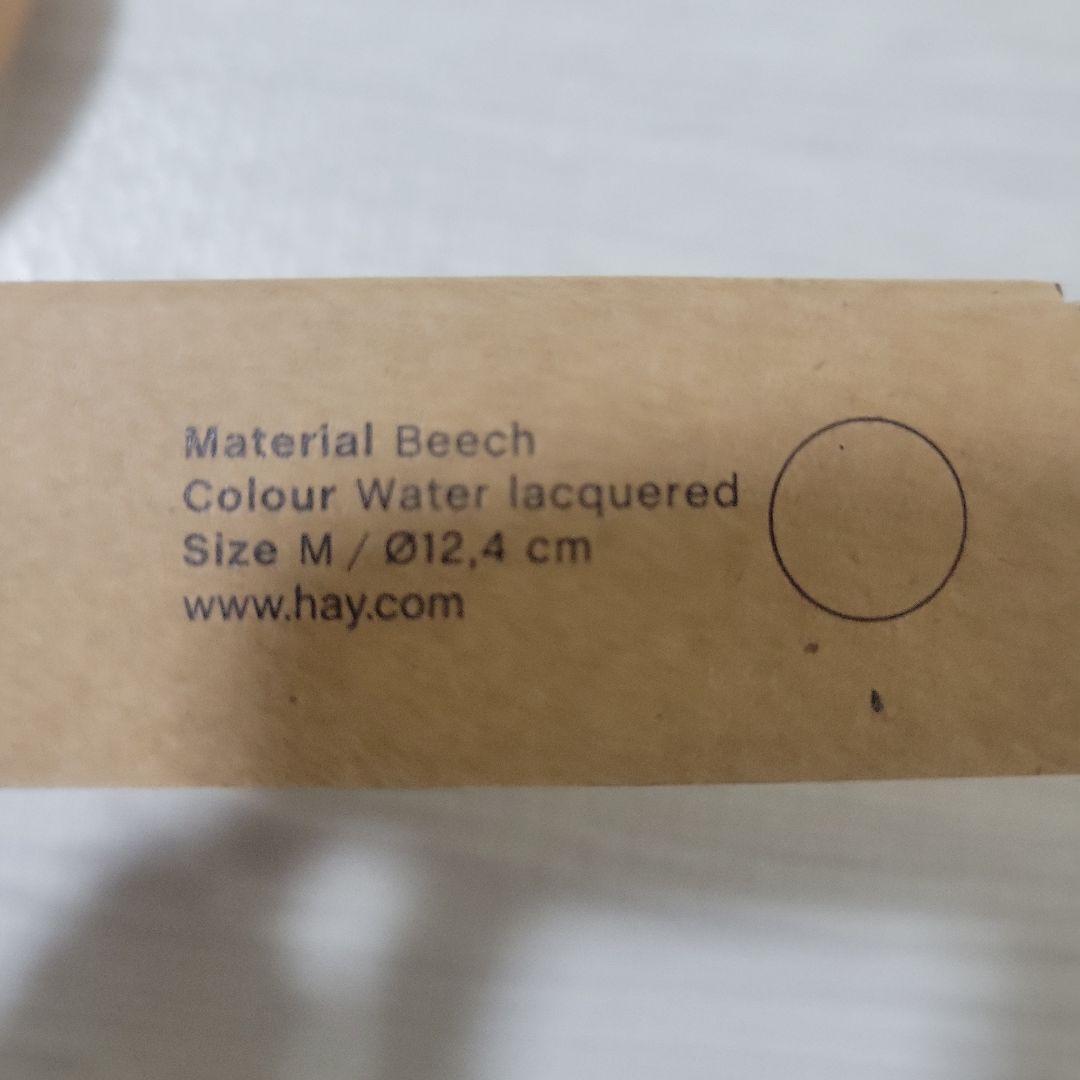 Material Beech
Colour Water lacquered
Size M / Ø12,4 cm
www.hay.com